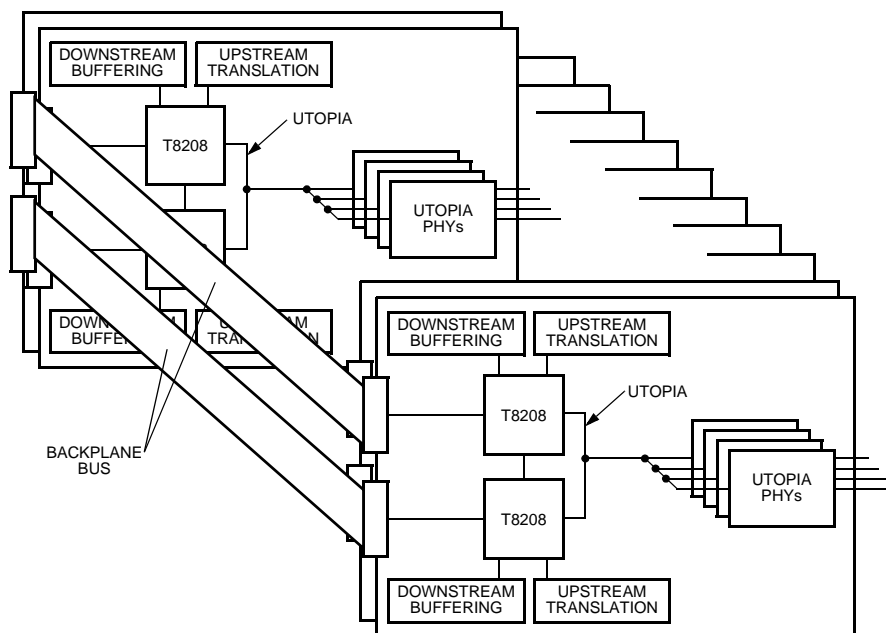 DOWNSTREAM
BUFFERING
UPSTREAM
TRANSLATION
UTOPIA
T8208
UTOPIA
PHYs
BACKPLANE
BUS
DOWNSTREAM
BUFFERING
UPSTREAM
TRANSLATION
UTOPIA
T8208
UTOPIA
PHYs
T8208
DOWNSTREAM
BUFFERING
UPSTREAM
TRANSLATION